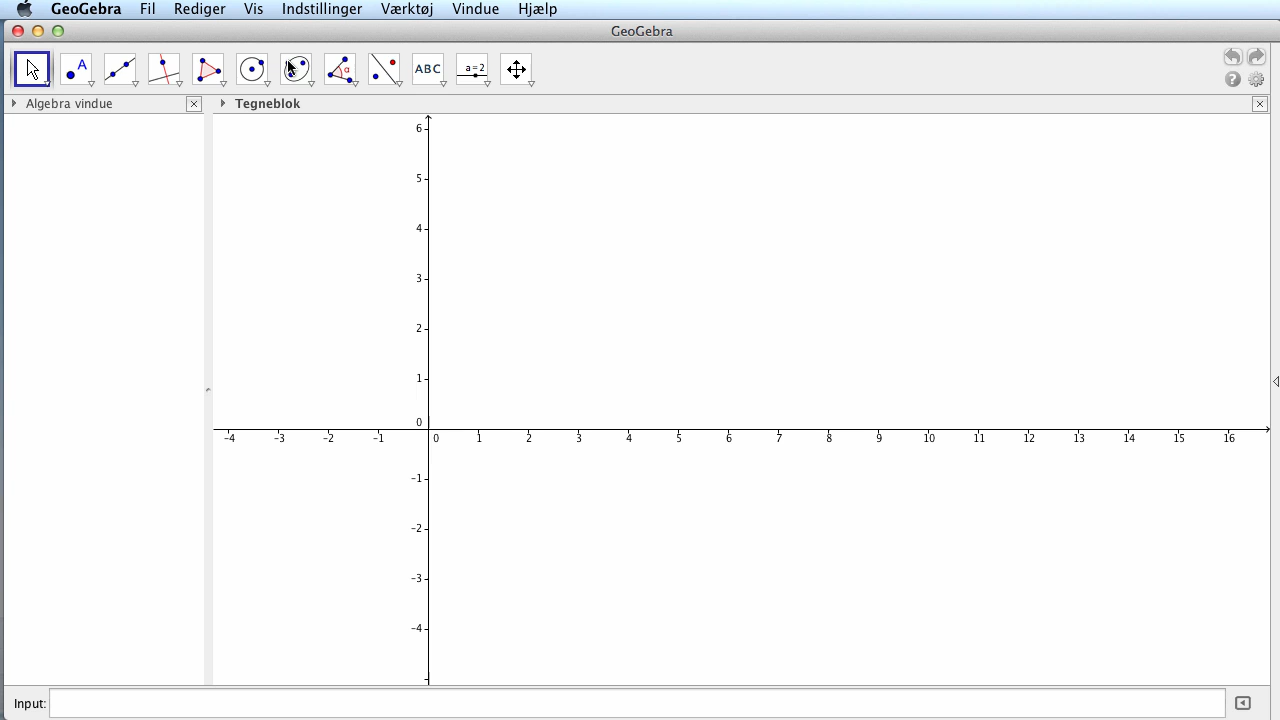 GeoGebra Fil Rediger Vis Indstillinger Værktøj Vindue Hjælp
GeoGebra
A α ABC a=2
Algebra vindue Tegneblok
6
5
4
3
2
1
0
-4 -3 -2 -1 0 1 2 3 4 5 6 7 8 9 10 11 12 13 14 15 16
-1
-2
-3
-4
Input: